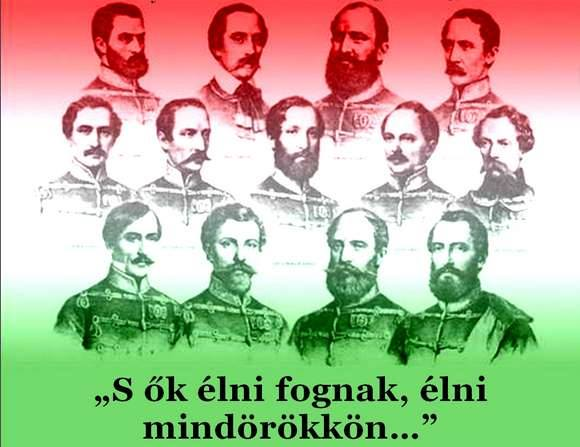 „S ők élni fognak, élni
mindörökkön...”